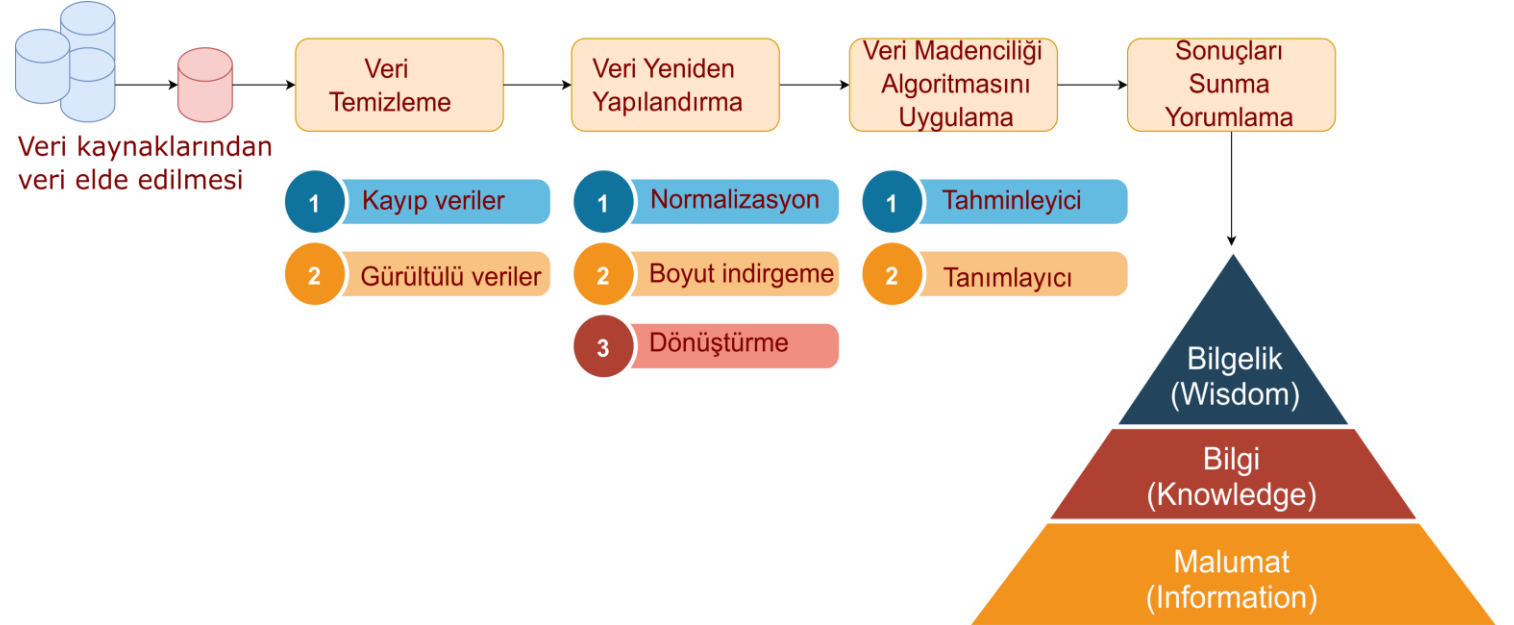 Veri kaynaklarından
veri elde edilmesi
Veri
Temizleme
1 Kayıp veriler
2 Gürültülü veriler
Veri Yeniden
Yapılandırma
1 Normalizasyon
2 Boyut indirgeme
3 Dönüştürme
Veri Madenciliği
Algoritmasını
Uygulama
1 Tahminleyici
2 Tanımlayıcı
Sonuçları
Sunma
Yorumlama
Bilgelik
(Wisdom)
Bilgi
(Knowledge)
Malumat
(Information)